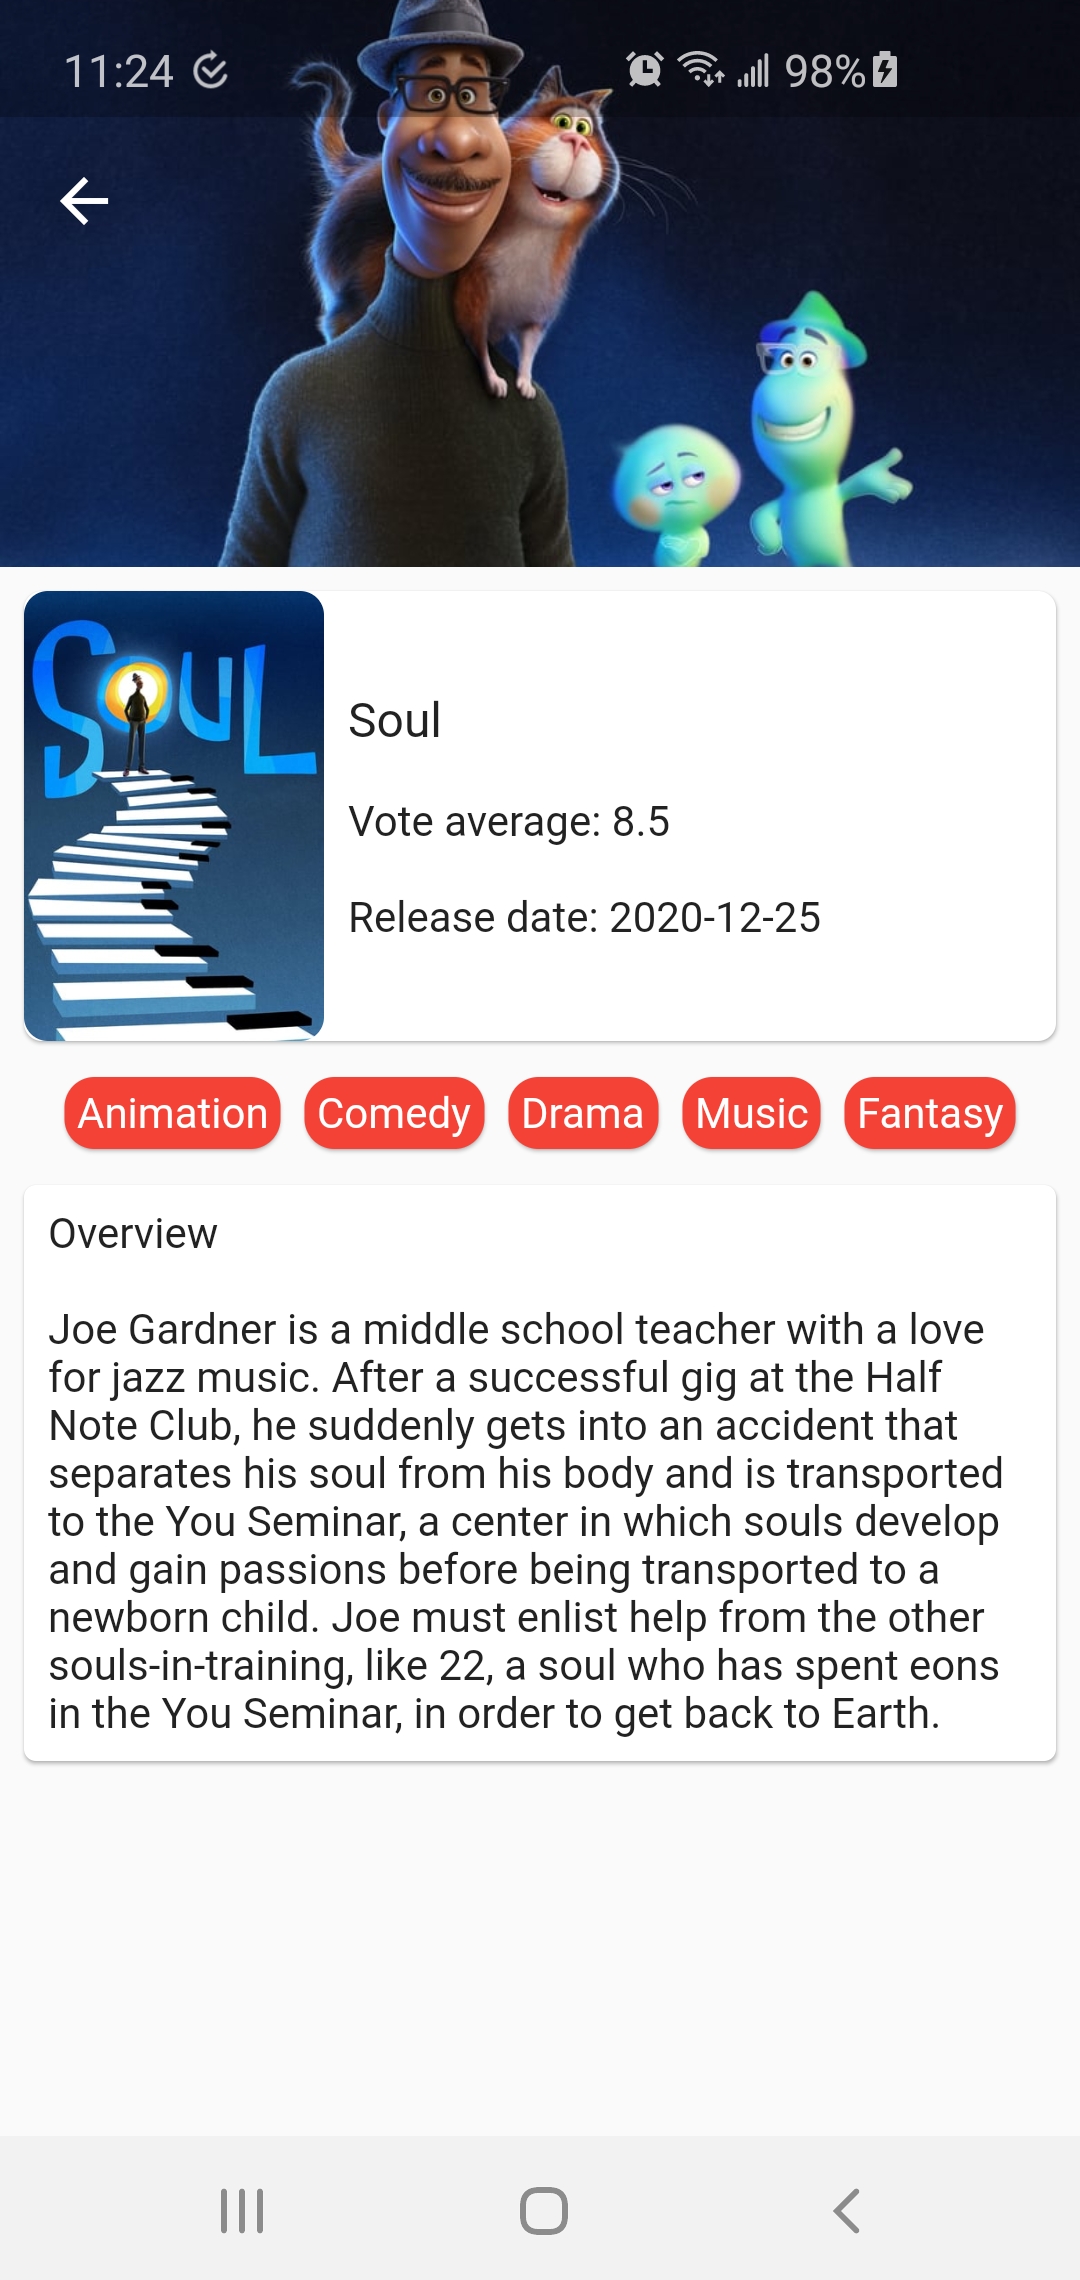 11:24
98%
SOUL
Soul
Vote average: 8.5
Release date: 2020-12-25
Animation Comedy Drama Music Fantasy
Overview
Joe Gardner is a middle school teacher with a love
for jazz music. After a successful gig at the Half
Note Club, he suddenly gets into an accident that
separates his soul from his body and is transported
to the You Seminar, a center in which souls develop
and gain passions before being transported to a
newborn child. Joe must enlist help from the other
souls-in-training, like 22, a soul who has spent eons
in the You Seminar, in order to get back to Earth.